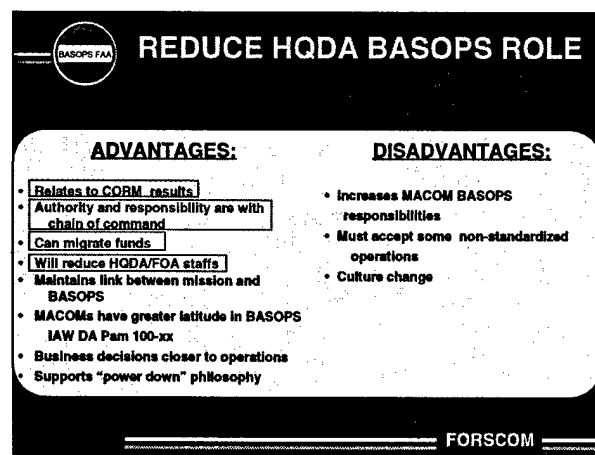 BASOPS FAA
REDUCE HQDA BASOPS ROLE
ADVANTAGES:
• Relates to CORM results
• Authority and responsibility are with
chain of command
• Can migrate funds
• Will reduce HQDA/FOA staffs
• Maintains link between mission and
BASOPS
• MACOMs have greater latitude in BASOPS
IAW DA Pam 100-xx
• Business decisions closer to operations
• Supports "power down" philosophy
DISADVANTAGES:
• Increases MACOM BASOPS
responsibilities
• Must accept some non-standardized
operations
• Culture change
FORSCOM